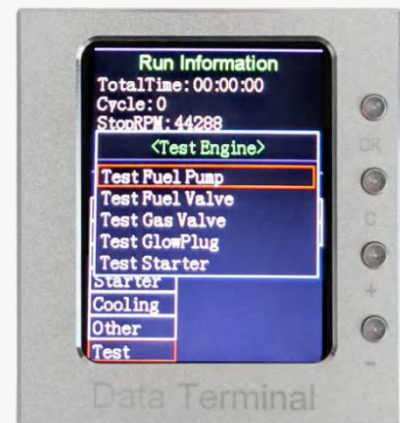 Run Information
TotalTime:00:00:00
Cycle:0
StopRPM:44288
<Test Engine>
Test Fuel Pump
Test Fuel Valve
Test Gas Valve
Test GlowPlug
Test Starter
Starter
Cooling
Other
Test
OK
C
+
-
Data Terminal